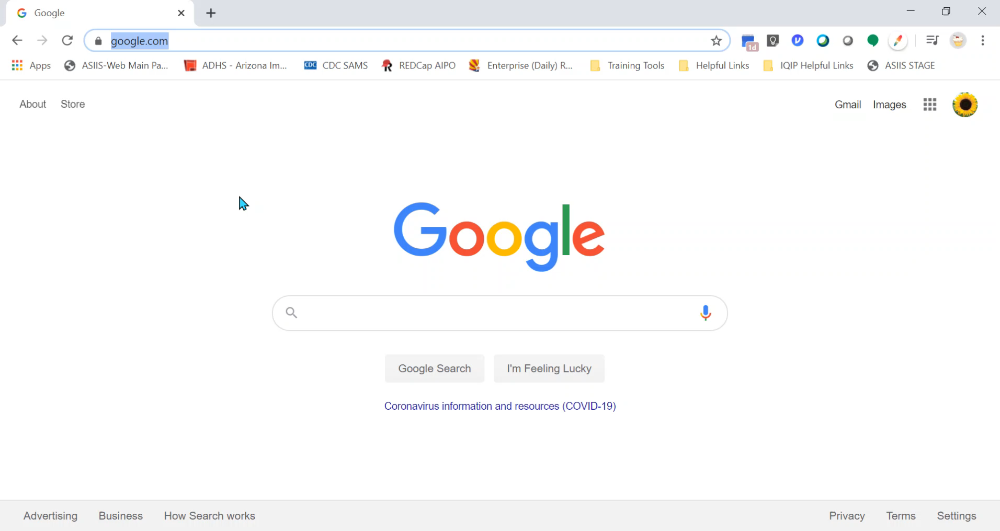 Google
google.com
1d
Apps ASIIS-Web Main Pa... ADHS - Arizona Im... CDC CDC SAMS REDCap AIPO Enterprise (Daily) R... Training Tools Helpful Links IQIP Helpful Links ASIIS STAGE
About Store Gmail Images
Google
Google Search I'm Feeling Lucky
Coronavirus information and resources (COVID-19)
Advertising Business How Search works Privacy Terms Settings